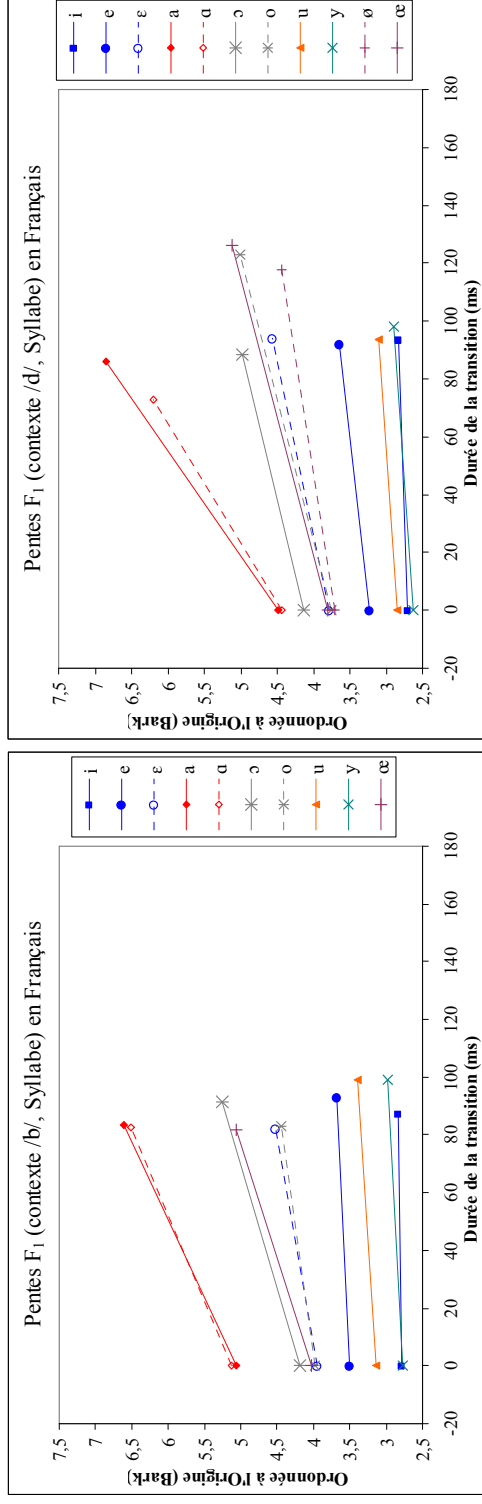 Pentes F₁ (contexte /b/, Syllabe) en Français
Ordonnée à l'Origine (Bark)
7,5
7
6,5
6
5,5
5
4,5
4
3,5
3
2,5
-20
0
20
40
60
80
100
120
140
160
180
Durée de la transition (ms)
i
e
ε
a
ɑ
ɔ
o
u
y
œ
Pentes F₁ (contexte /d/, Syllabe) en Français
Ordonnée à l'Origine (Bark)
7,5
7
6,5
6
5,5
5
4,5
4
3,5
3
2,5
-20
0
20
40
60
80
100
120
140
160
180
Durée de la transition (ms)
i
e
ε
a
ɑ
ɔ
o
u
y
ø
œ